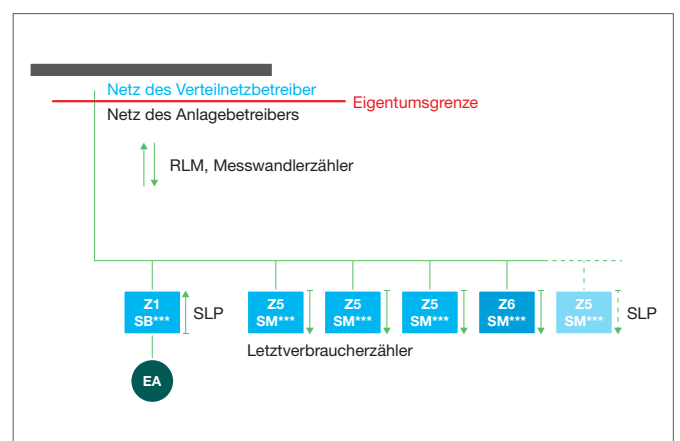 Netz des Verteilnetzbetreiber
Eigentumsgrenze
Netz des Anlagebetreibers
RLM, Messwandlerzähler
Z1
SB***
SLP
Z5
SM***
Z5
SM***
Z5
SM***
Z6
SM***
Z5
SM***
SLP
Letztverbraucherzähler
EA